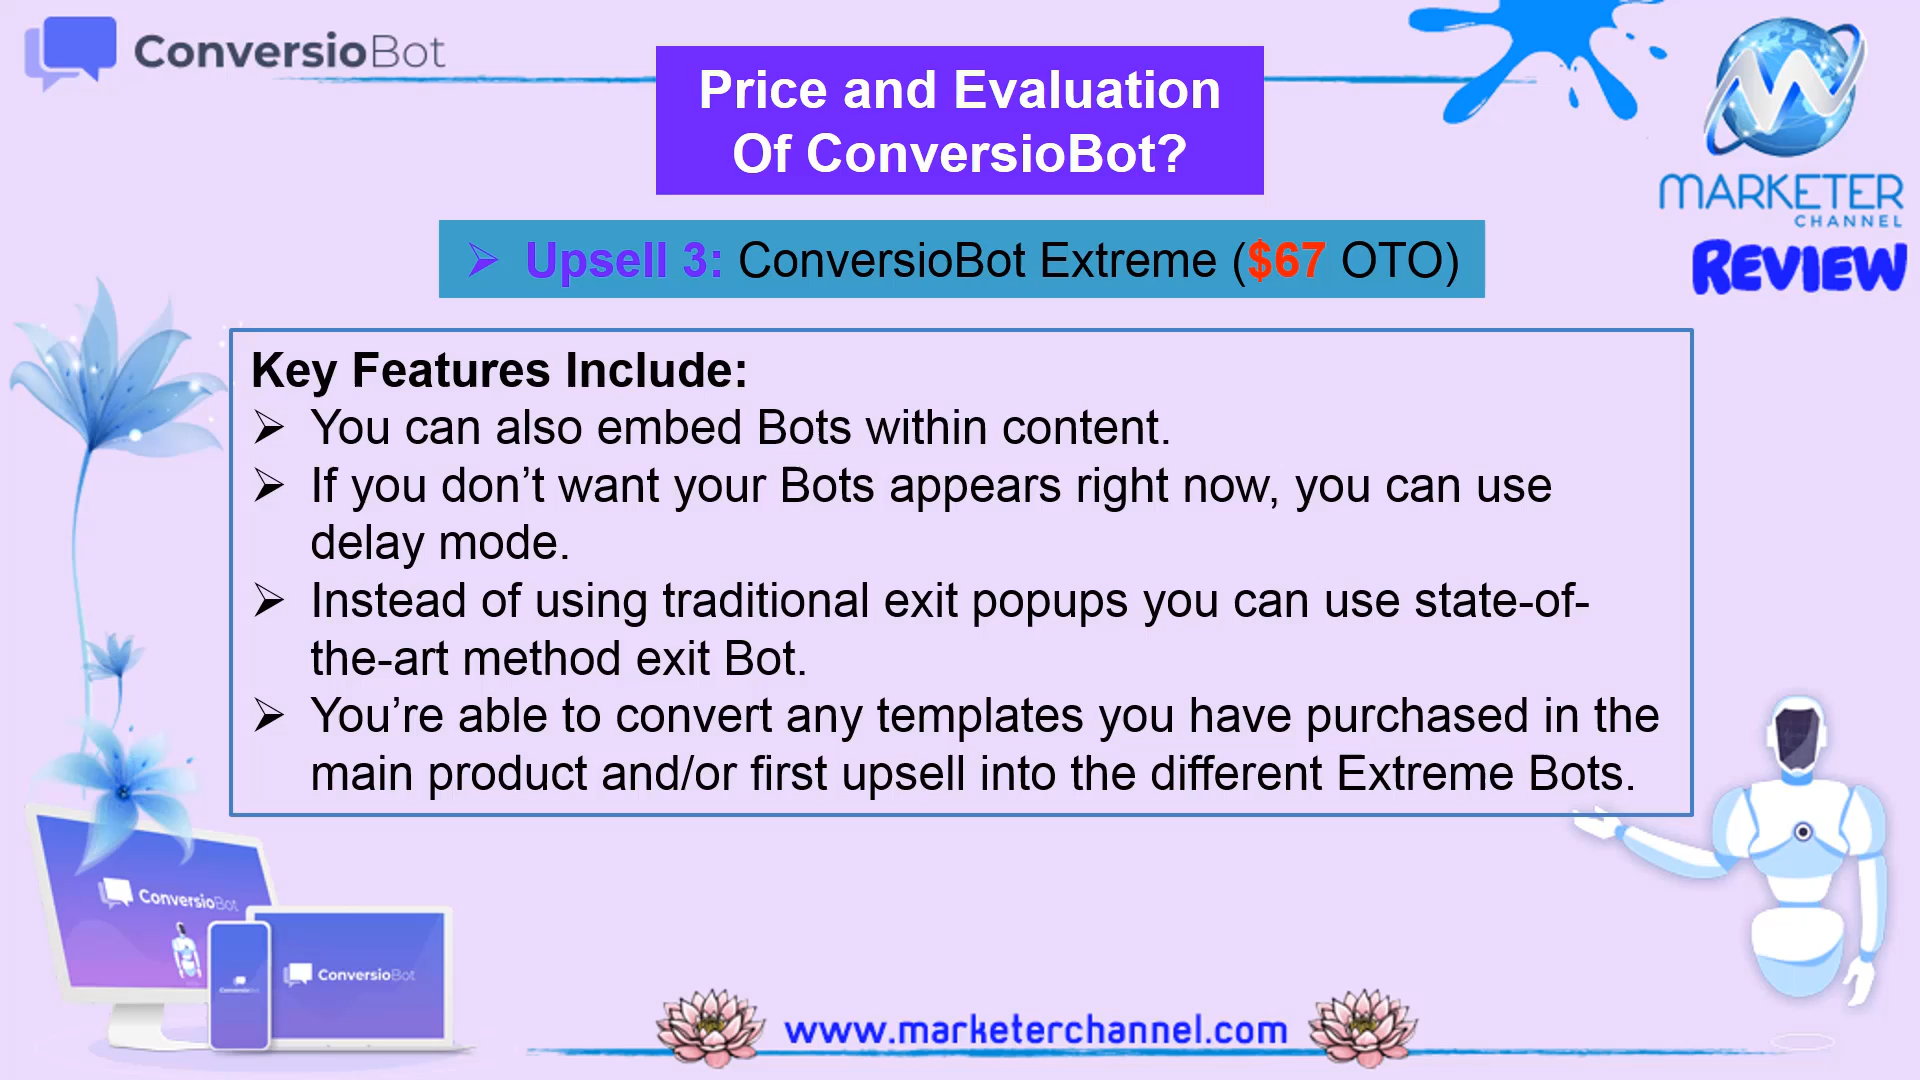 ConversioBot
Price and Evaluation
Of ConversioBot?
MARKETER
CHANNEL
REVIEW
➢ Upsell 3: ConversioBot Extreme ($67 OTO)
Key Features Include:
➢ You can also embed Bots within content.
➢ If you don’t want your Bots appears right now, you can use
delay mode.
➢ Instead of using traditional exit popups you can use state-of-
the-art method exit Bot.
➢ You’re able to convert any templates you have purchased in the
main product and/or first upsell into the different Extreme Bots.
ConversioBot
ConversioBot
ConversioBot
www.marketerchannel.com